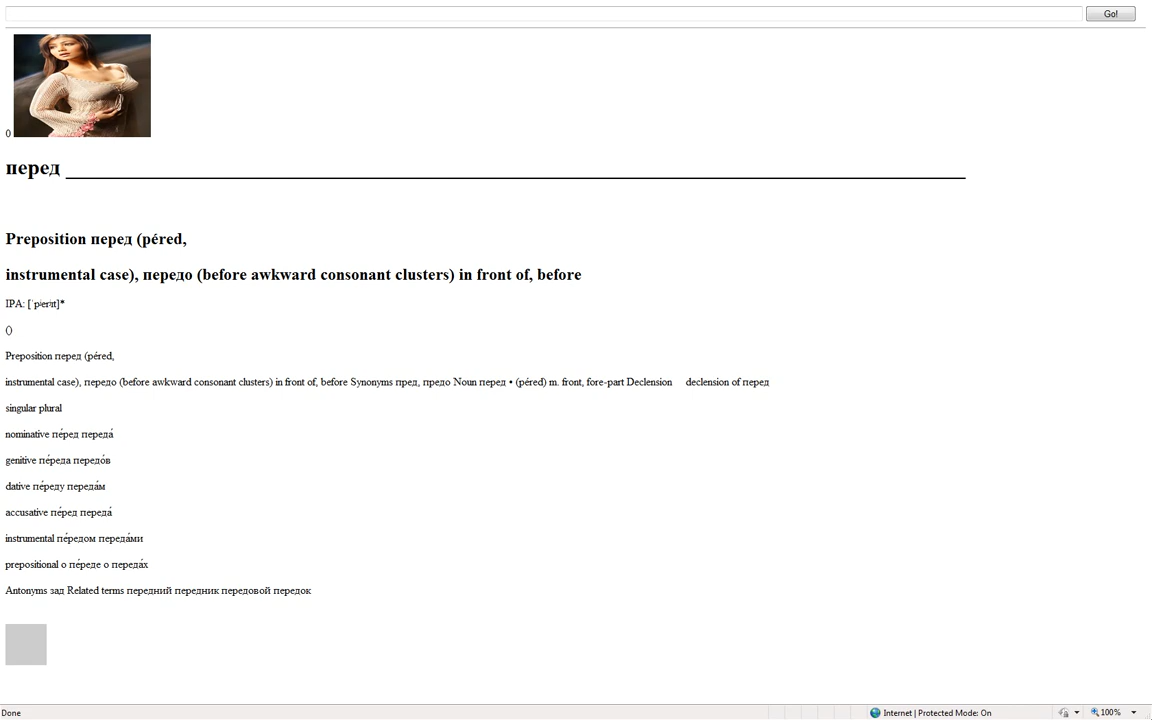 Go!
0
перед
Preposition перед (péred,
instrumental case), передо (before awkward consonant clusters) in front of, before
IPA: [ˈpʲerʲɪt]*
()
Preposition перед (péred,
instrumental case), передо (before awkward consonant clusters) in front of, before Synonyms пред, предо Noun перед • (péred) m. front, fore-part Declension declension of перед
singular plural
nominative пе́ред переда́
genitive пе́реда передо́в
dative пе́реду переда́м
accusative пе́ред переда́
instrumental пе́редом переда́ми
prepositional о пе́реде о переда́х
Antonyms зад Related terms передний передник передовой передок
Done
Internet | Protected Mode: On
100%